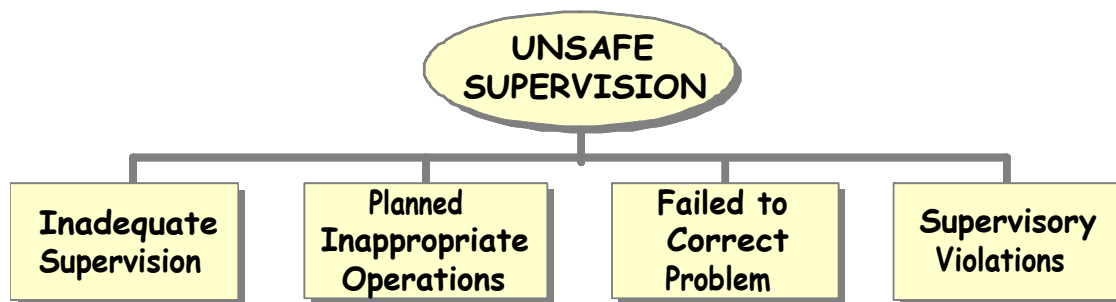 UNSAFE
SUPERVISION
Inadequate
Supervision
Planned
Inappropriate
Operations
Failed to
Correct
Problem
Supervisory
Violations